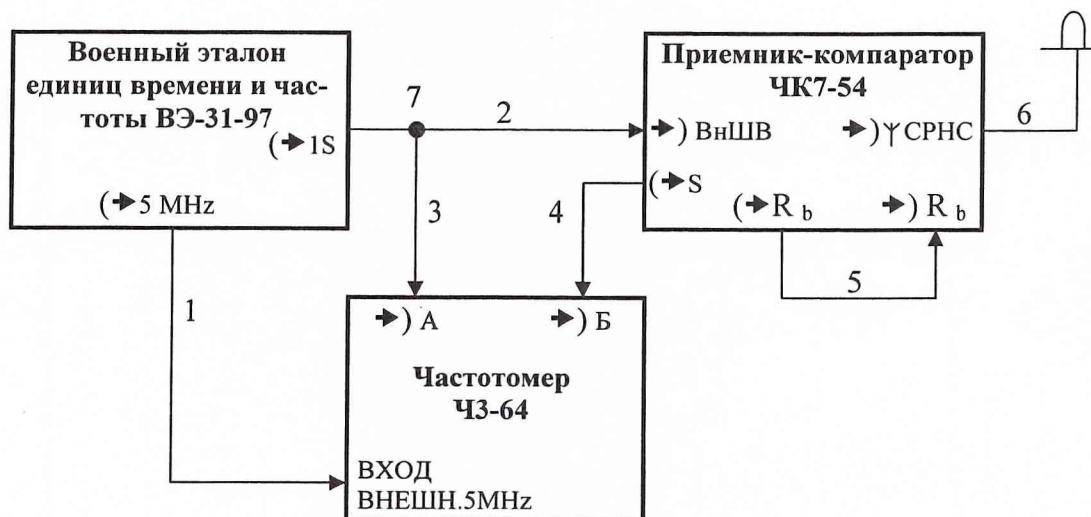 Военный эталон
единиц времени и час-
тоты ВЭ-31-97
(→1S
(→5 MHz
7
2
Приемник-компаратор
ЧК7-54
→) ВнШВ
→) СРНС
(→S
(→R b
→) R b
6
3
4
5
1
→) А
→) Б
Частотомер
Ч3-64
ВХОД
ВНЕШН.5MHz